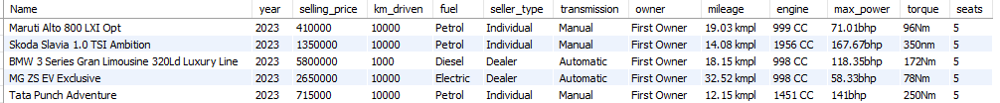 Name year selling_price km_driven fuel seller_type transmission owner mileage engine max_power torque seats
Maruti Alto 800 LXI Opt 2023 410000 10000 Petrol Individual Manual First Owner 19.03 kmpl 999 CC 71.01bhp 96Nm 5
Skoda Slavia 1.0 TSI Ambition 2023 1350000 10000 Petrol Individual Manual First Owner 14.08 kmpl 1956 CC 167.67bhp 350nm 5
BMW 3 Series Gran Limousine 320Ld Luxury Line 2023 5800000 1000 Diesel Dealer Automatic First Owner 18.15 kmpl 998 CC 118.35bhp 172Nm 5
MG ZS EV Exclusive 2023 2650000 10000 Electric Dealer Automatic First Owner 32.52 kmpl 998 CC 58.33bhp 78Nm 5
Tata Punch Adventure 2023 715000 1000 Petrol Individual Manual First Owner 12.15 kmpl 1451 CC 141bhp 250Nm 5